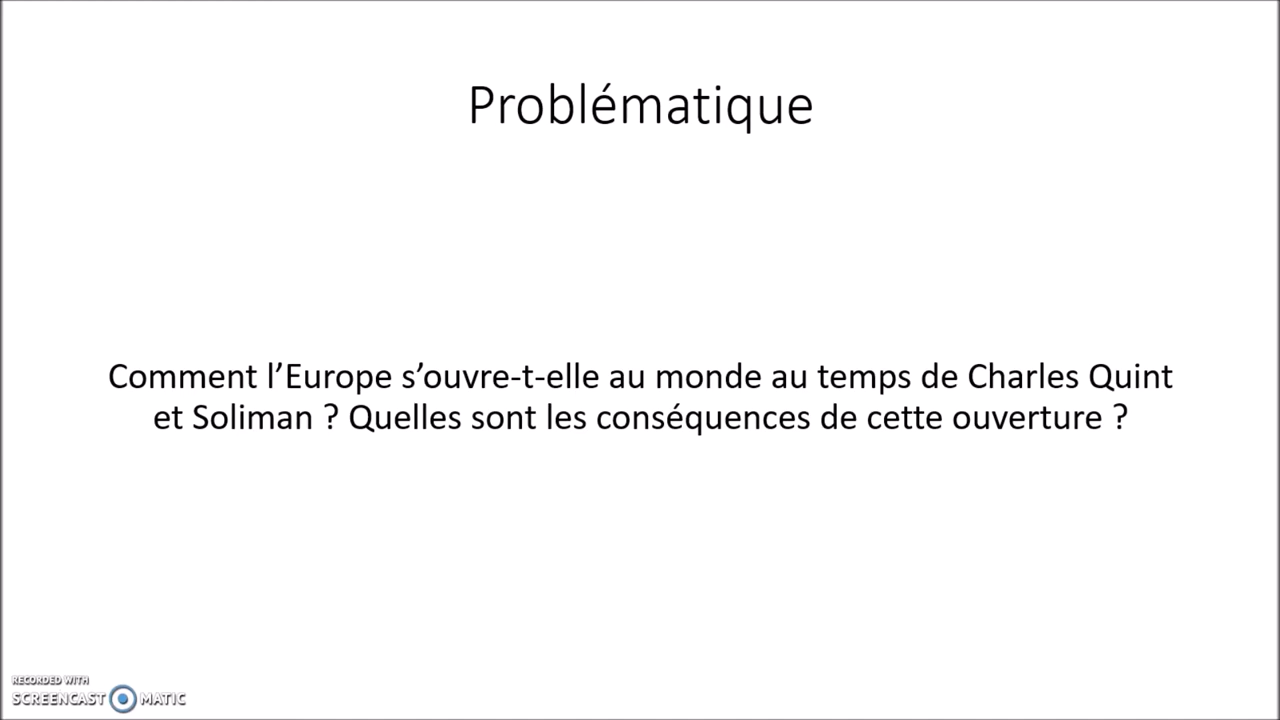 Problématique
Comment l’Europe s’ouvre-t-elle au monde au temps de Charles Quint
et Soliman ? Quelles sont les conséquences de cette ouverture ?
RECORDED WITH
SCREENCAST MATIC